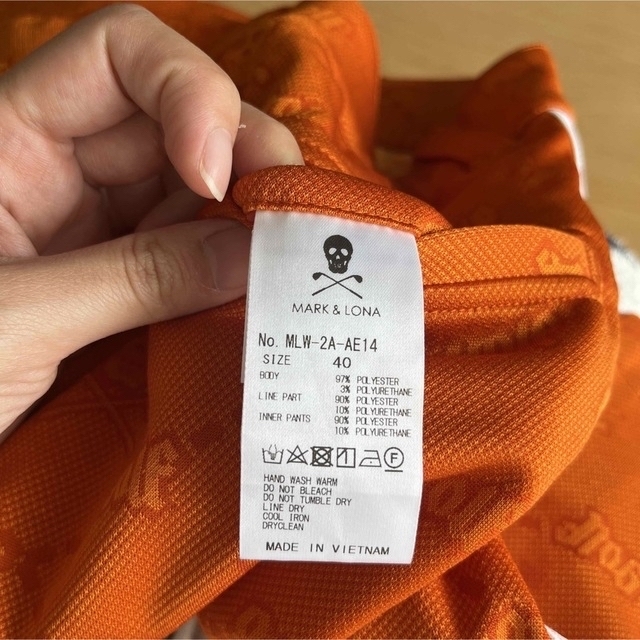 MARK & LONA
No. MLW-2A-AE14
SIZE 40
BODY 97% POLYESTER
3% POLYURETHANE
LINE PART 90% POLYESTER
10% POLYURETHANE
INNER PANTS 90% POLYESTER
10% POLYURETHANE
HAND WASH WARM
DO NOT BLEACH
DO NOT TUMBLE DRY
LINE DRY
COOL IRON
DRYCLEAN
MADE IN VIETNAM